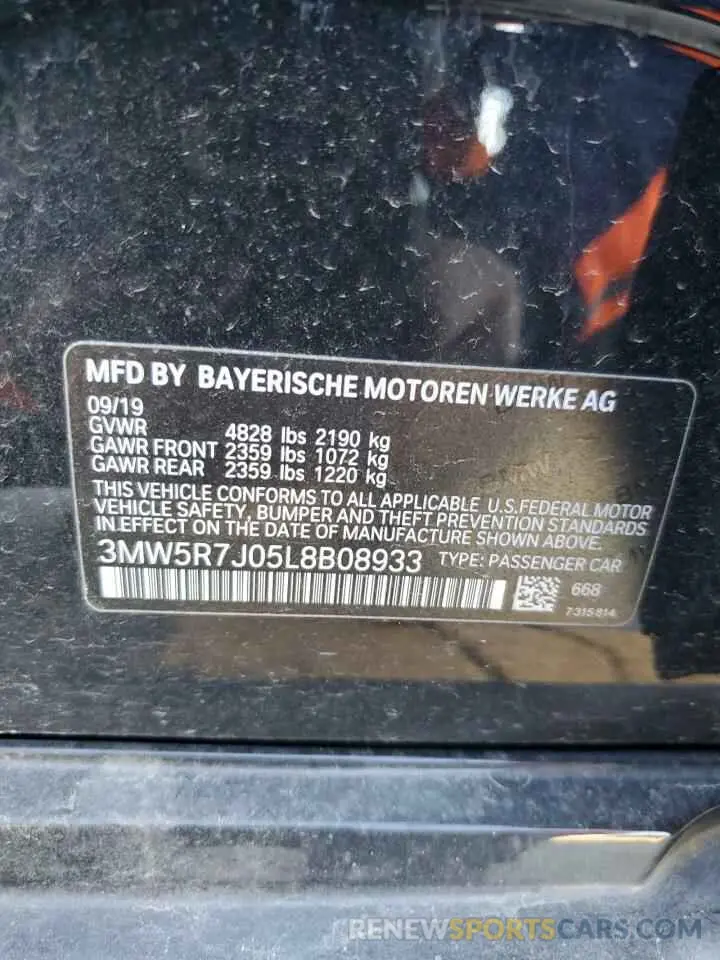 MFD BY BAYERISCHE MOTOREN WERKE AG
09/19
GVWR 4828 lbs 2190 kg
GAWR FRONT 2359 lbs 1072 kg
GAWR REAR 2359 lbs 1220 kg
THIS VEHICLE CONFORMS TO ALL APPLICABLE U.S.FEDERAL MOTOR
VEHICLE SAFETY, BUMPER AND THEFT PREVENTION STANDARDS
IN EFFECT ON THE DATE OF MANUFACTURE SHOWN ABOVE.
3MW5R7J05L8B08933 TYPE: PASSENGER CAR
668
7315814
RENEWSPORTSCARS.COM